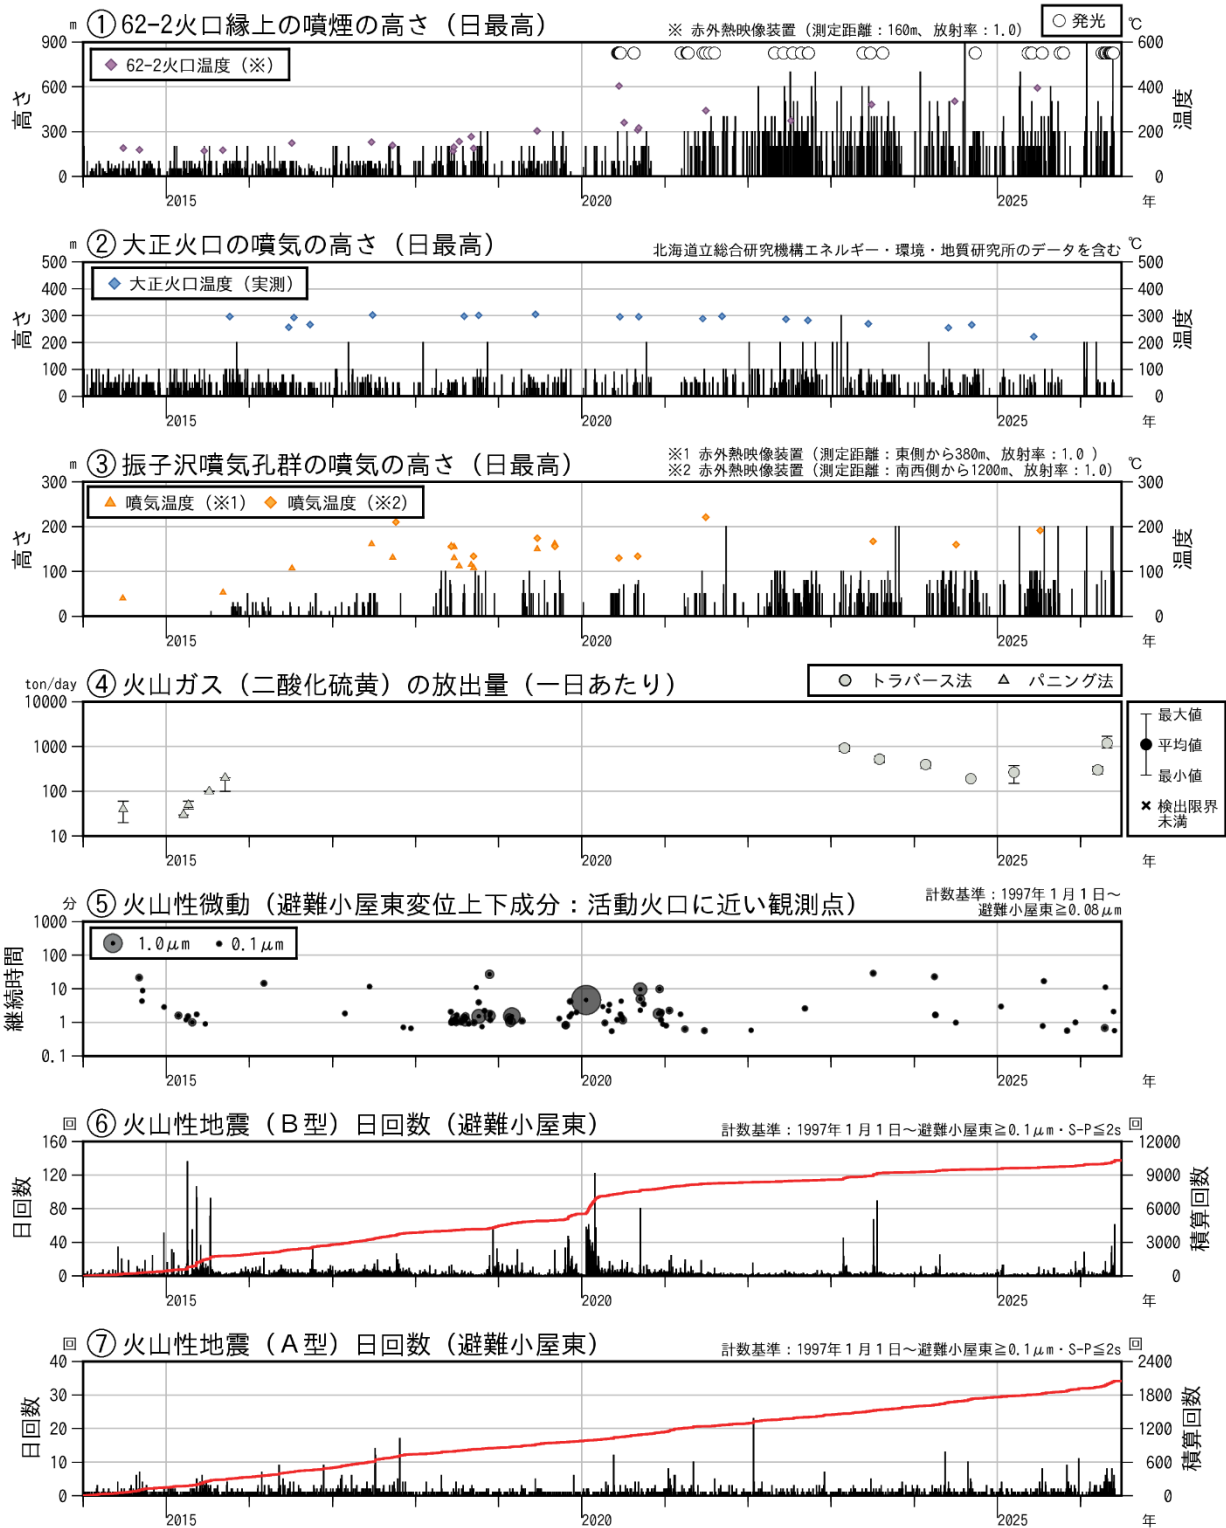 m ①62-2火口縁上の噴煙の高さ（日最高） ※ 赤外熱映像装置（測定距離：160m、放射率：1.0） ○ 発光 ℃
◆ 62-2火口温度（※）
高さ
900
600
300
0
温度
600
400
200
0
2015 2020 2025 年
m ②大正火口の噴気の高さ（日最高） 北海道立総合研究機構エネルギー・環境・地質研究所のデータを含む ℃
◆ 大正火口温度（実測）
高さ
500
400
300
200
100
0
温度
500
400
300
200
100
0
2015 2020 2025 年
m ③振子沢噴気孔群の噴気の高さ（日最高）
※1 赤外熱映像装置（測定距離：東側から380m、放射率：1.0 ）
※2 赤外熱映像装置（測定距離：南西側から1200m、放射率：1.0） ℃
▲ 噴気温度（※1） ◆ 噴気温度（※2）
高さ
300
200
100
0
温度
300
200
100
0
2015 2020 2025 年
ton/day ④火山ガス（二酸化硫黄）の放出量（一日あたり）
○ トラバース法 △ パニング法
10000
1000
100
10
最大値
平均値
最小値
× 検出限界
未満
2015 2020 2025 年
分 ⑤火山性微動（避難小屋東変位上下成分：活動火口に近い観測点）
計数基準：1997年１月１日～
避難小屋東≧0.08μm
1.0μm 0.1μm
継続時間
1000
100
10
1
0.1
2015 2020 2025 年
回 ⑥火山性地震（Ｂ型）日回数（避難小屋東） 計数基準：1997年１月１日～避難小屋東≧0.1μm・S-P≦2s 回
日回数
160
120
80
40
0
積算回数
12000
9000
6000
3000
0
2015 2020 2025 年
回 ⑦火山性地震（Ａ型）日回数（避難小屋東） 計数基準：1997年１月１日～避難小屋東≧0.1μm・S-P≦2s 回
日回数
40
30
20
10
0
積算回数
2400
1800
1200
600
0
2015 2020 2025 年